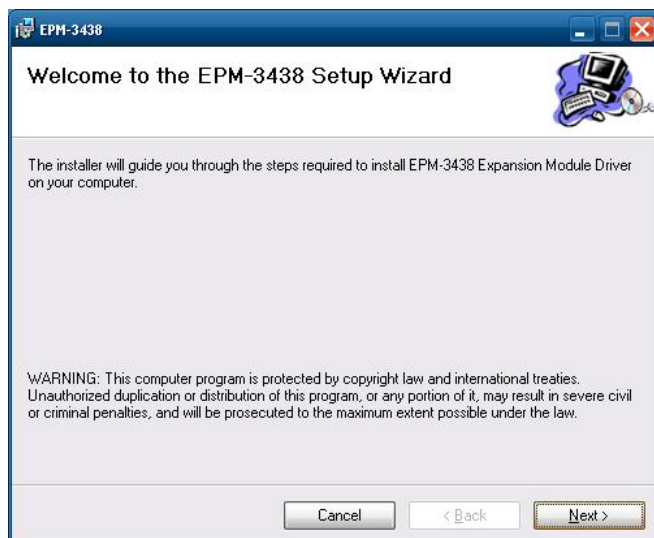 EPM-3438
Welcome to the EPM-3438 Setup Wizard
The installer will guide you through the steps required to install EPM-3438 Expansion Module Driver
on your computer.
WARNING: This computer program is protected by copyright law and international treaties.
Unauthorized duplication or distribution of this program, or any portion of it, may result in severe civil
or criminal penalties, and will be prosecuted to the maximum extent possible under the law.
Cancel
< Back
Next >